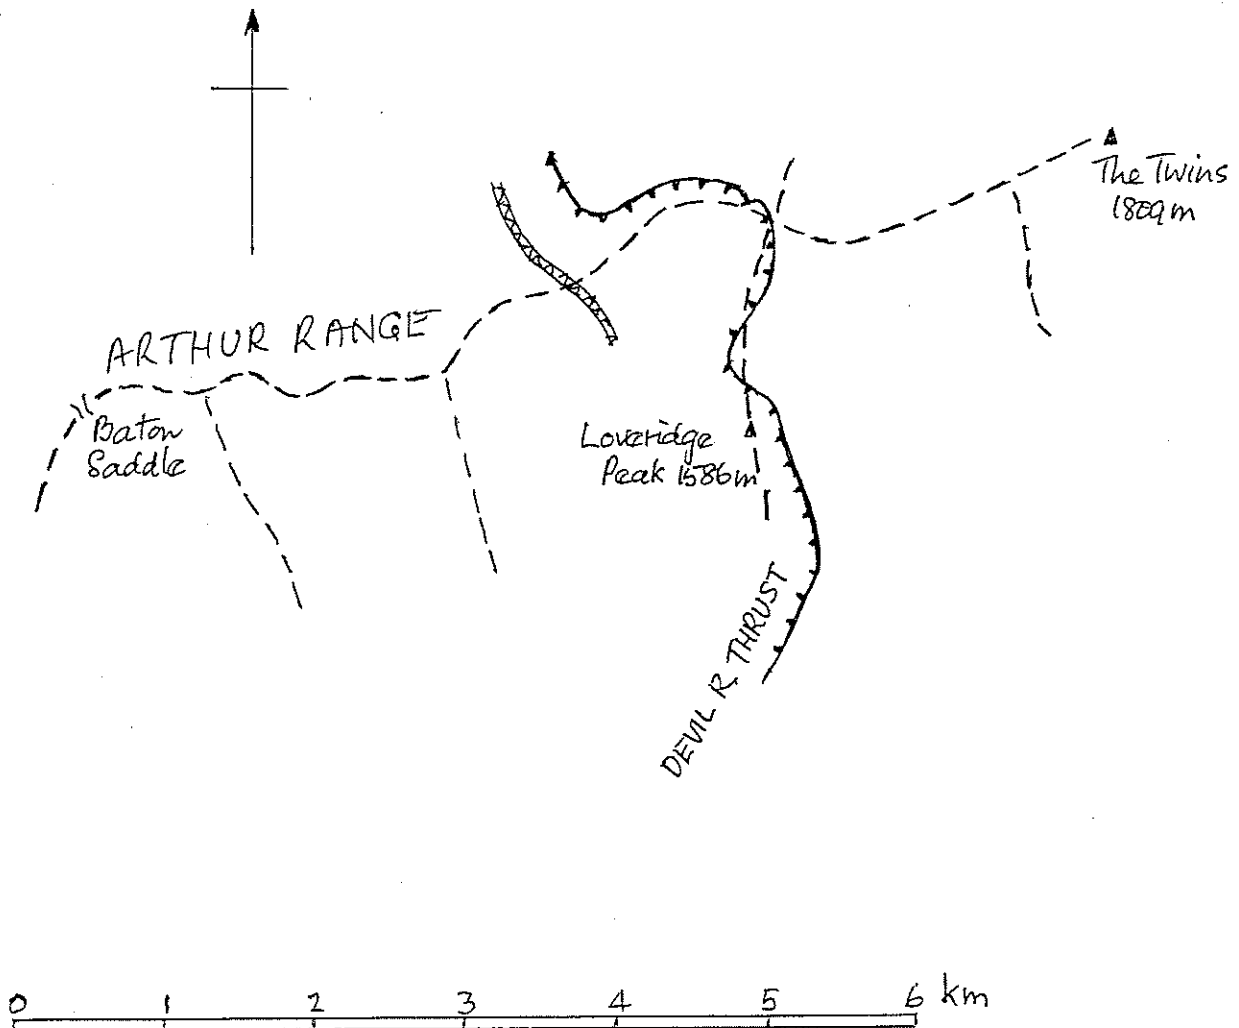 The Twins
1809m
ARTHUR RANGE
Baton
Saddle
Loveridge
Peak 1586m
DEVIL R THRUST
0 1 2 3 4 5 6 km